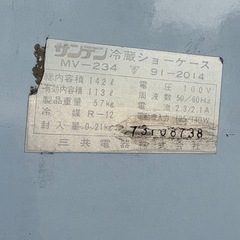 サンデン冷蔵ショーケース
MV-234 〒91-2014
総内容積 142ℓ 電圧 100V
有効内容積 113ℓ 周波数 50/60Hz
製品重量 57kg 電流 2.3/2.1A
冷媒 R-12
封入量 0.21kg 73108738
三共電器株式会社